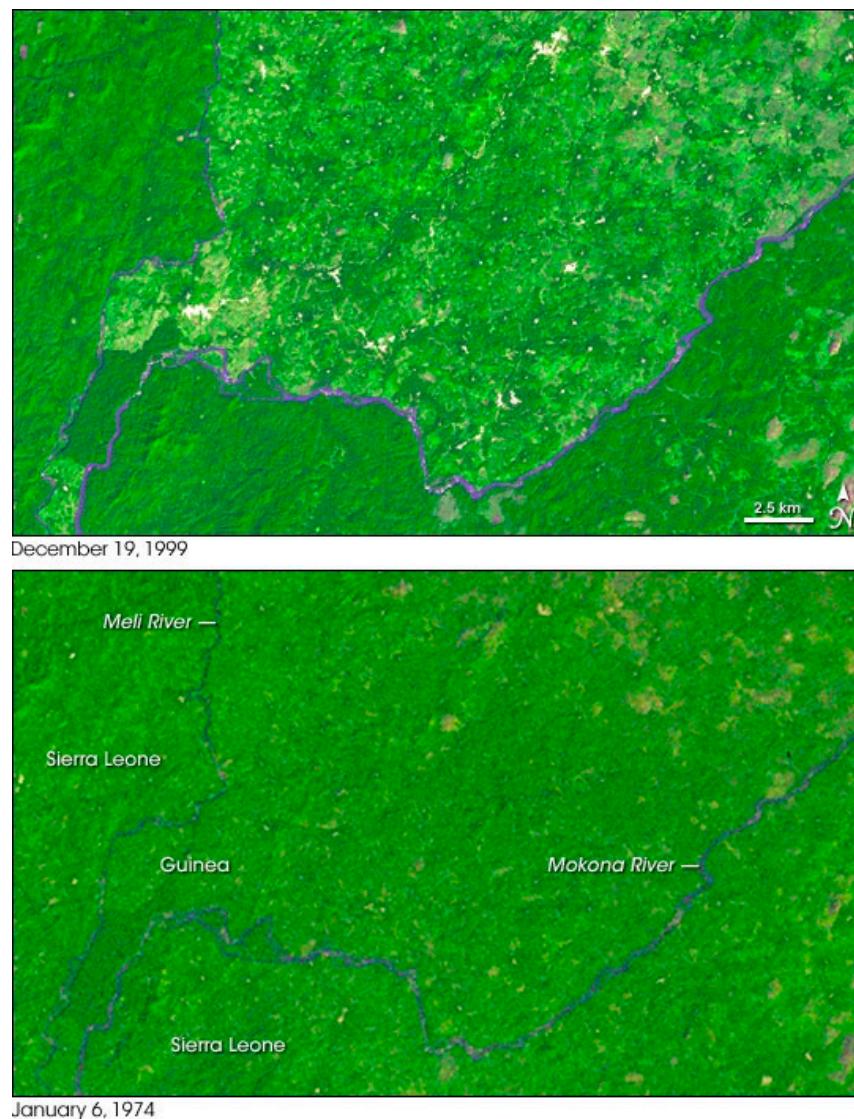 2.5 km
N
December 19, 1999
Meli River
Sierra Leone
Guinea
Mokona River
Sierra Leone
January 6, 1974